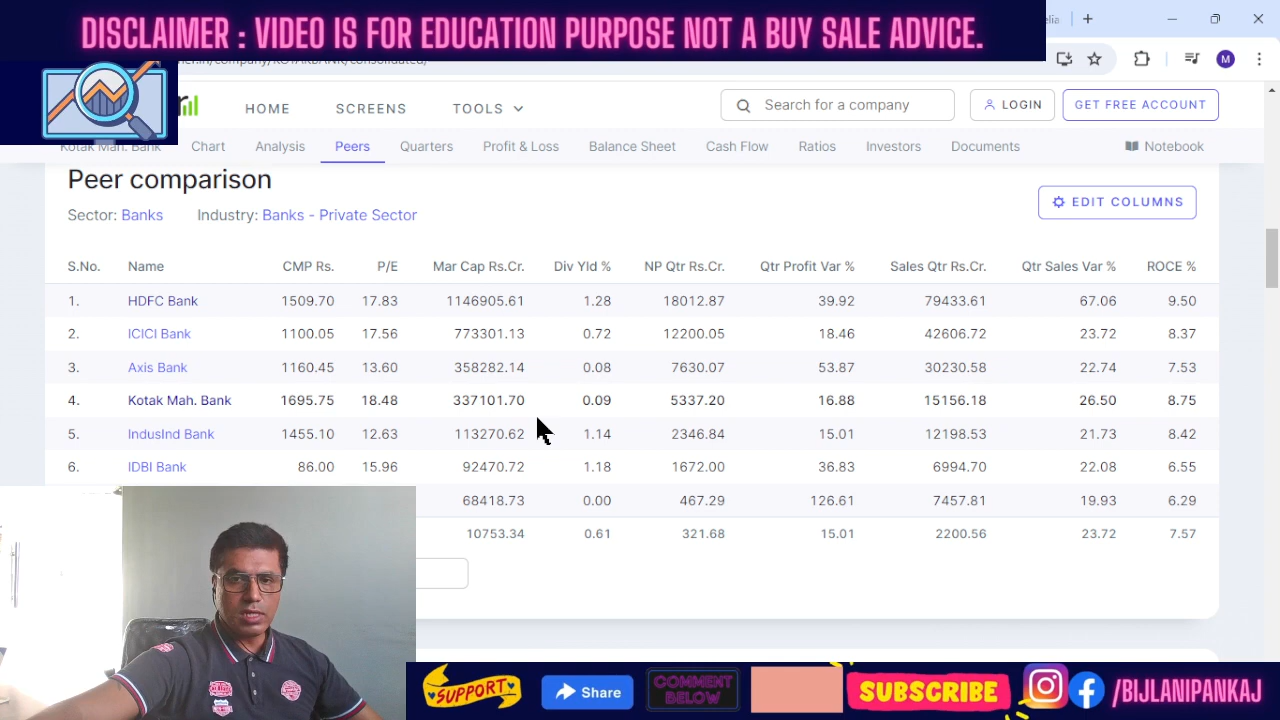 DISCLAIMER : VIDEO IS FOR EDUCATION PURPOSE NOT A BUY SALE ADVICE.
M
HOME SCREENS TOOLS Search for a company LOGIN GET FREE ACCOUNT
Kotak Mah. Bank Chart Analysis Peers Quarters Profit & Loss Balance Sheet Cash Flow Ratios Investors Documents Notebook
Peer comparison
Sector: Banks Industry: Banks - Private Sector EDIT COLUMNS
S.No. Name CMP Rs. P/E Mar Cap Rs.Cr. Div Yld % NP Qtr Rs.Cr. Qtr Profit Var % Sales Qtr Rs.Cr. Qtr Sales Var % ROCE %
1. HDFC Bank 1509.70 17.83 1146905.61 1.28 18012.87 39.92 79433.61 67.06 9.50
2. ICICI Bank 1100.05 17.56 773301.13 0.72 12200.05 18.46 42606.72 23.72 8.37
3. Axis Bank 1160.45 13.60 358282.14 0.08 7630.07 53.87 30230.58 22.74 7.53
4. Kotak Mah. Bank 1695.75 18.48 337101.70 0.09 5337.20 16.88 15156.18 26.50 8.75
5. IndusInd Bank 1455.10 12.63 113270.62 1.14 2346.84 15.01 12198.53 21.73 8.42
6. IDBI Bank 86.00 15.96 92470.72 1.18 1672.00 36.83 6994.70 22.08 6.55
68418.73 0.00 467.29 126.61 7457.81 19.93 6.29
10753.34 0.61 321.68 15.01 2200.56 23.72 7.57
SUPPORT Share COMMENT BELOW SUBSCRIBE /BIJLANIPANKAJ